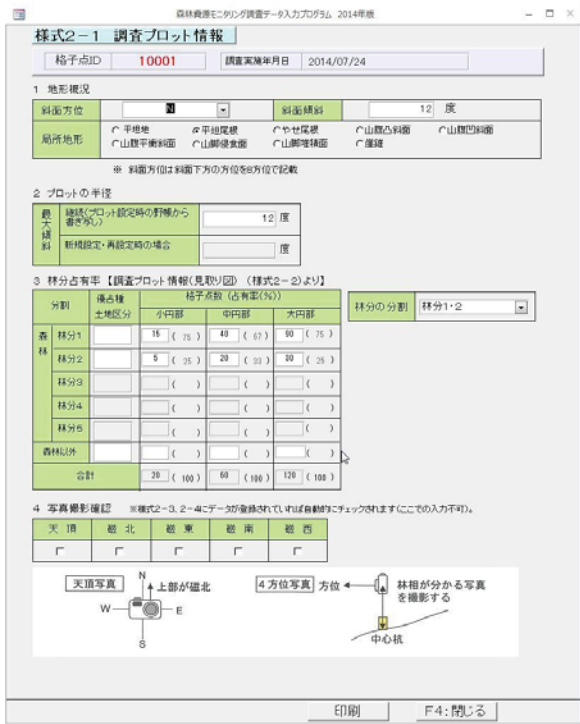 森林資源モニタリング調査データ入力プログラム 2014年版
様式2－1 調査プロット情報
格子点ID 10001 調査実施年月日 2014/07/24
1 地形概況
斜面方位 N 斜面傾斜 12 度
局所地形 平坦地 平坦尾根 やせ尾根 山腹凸斜面 山腹凹斜面
山腹平衡斜面 山脚侵食面 山脚堆積面 崖錐
※ 斜面方位は斜面下方の方位を8方位で記載
2 プロットの半径
最大傾斜 継続(プロット設定時の野帳から書き写し) 12 度
新規設定・再設定時の場合 度
3 林分占有率 【調査プロット情報(見取り図) (様式2－2)より】
分割 優占種 土地区分 格子点数 (占有率(%))
小円部 中円部 大円部
林分の分割 林分1・2
森林 林分1 15 ( 75 ) 40 ( 67 ) 90 ( 75 )
林分2 5 ( 25 ) 20 ( 33 ) 30 ( 25 )
林分3 ( ) ( ) ( )
林分4 ( ) ( ) ( )
林分5 ( ) ( ) ( )
森林以外 ( ) ( ) ( )
合計 20 ( 100 ) 60 ( 100 ) 120 ( 100 )
4 写真撮影確認 ※様式2－3、2－4にデータが登録されていれば自動的にチェックされます(ここでの入力不可)。
天 頂 磁 北 磁 東 磁 南 磁 西
天頂写真 N 上部が磁北
W E
S
4方位写真 方位 林相が分かる写真を撮影する
中心杭
印刷 F4:閉じる